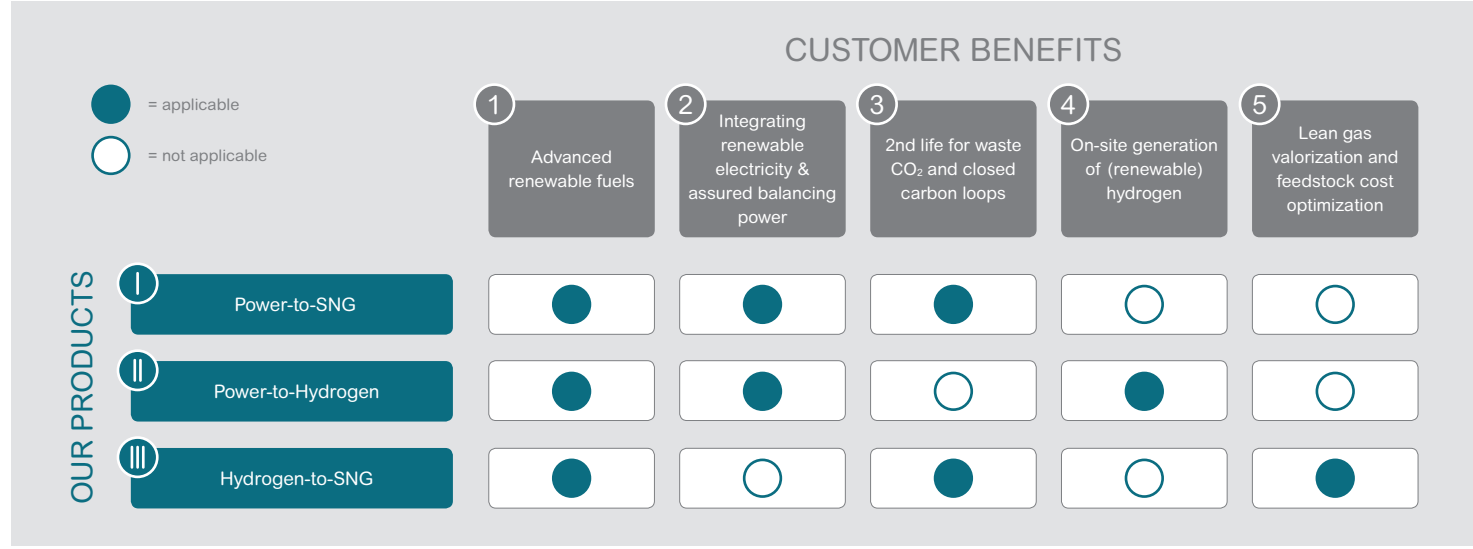 CUSTOMER BENEFITS
= applicable
= not applicable
1
Advanced
renewable fuels
2
Integrating
renewable
electricity &
assured balancing
power
3
2nd life for waste
CO₂ and closed
carbon loops
4
On-site generation
of (renewable)
hydrogen
5
Lean gas
valorization and
feedstock cost
optimization
OUR PRODUCTS
I
Power-to-SNG
II
Power-to-Hydrogen
III
Hydrogen-to-SNG